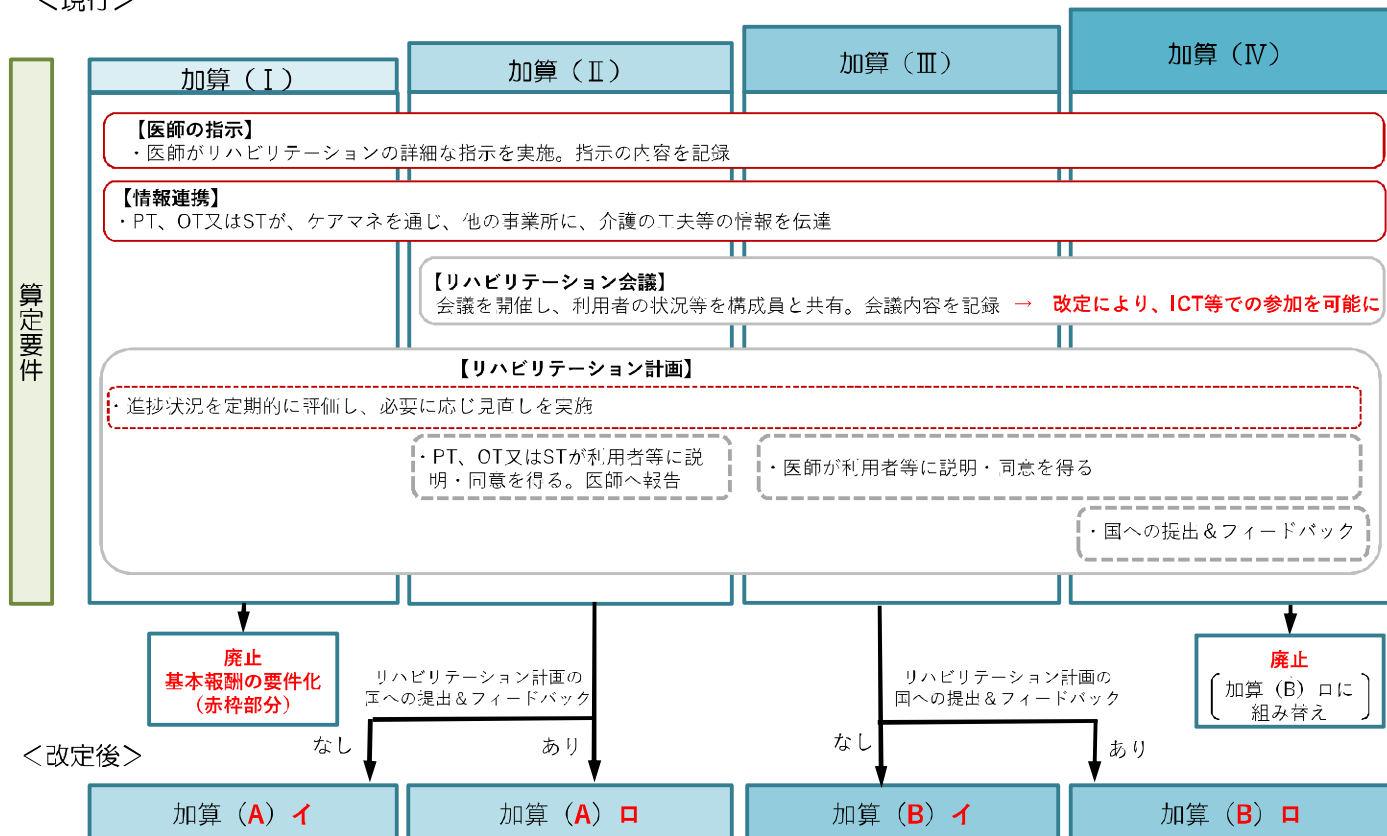 ＜現行＞
加算（Ⅰ）
加算（Ⅱ）
加算（Ⅲ）
加算（Ⅳ）
算定要件
【医師の指示】
・医師がリハビリテーションの詳細な指示を実施。指示の内容を記録
【情報連携】
・PT、OT又はSTが、ケアマネを通じ、他の事業所に、介護の工夫等の情報を伝達
【リハビリテーション会議】
会議を開催し、利用者の状況等を構成員と共有。会議内容を記録 → 改定により、ICT等での参加を可能に
【リハビリテーション計画】
・進捗状況を定期的に評価し、必要に応じ見直しを実施
・PT、OT又はSTが利用者等に説
明・同意を得る。医師へ報告
・医師が利用者等に説明・同意を得る
・国への提出＆フィードバック
廃止
基本報酬の要件化
(赤枠部分)
リハビリテーション計画の
国への提出＆フィードバック
なし
あり
リハビリテーション計画の
国への提出＆フィードバック
なし
あり
廃止
加算（B）ロに
組み替え
＜改定後＞
加算（A）イ
加算（A）ロ
加算（B）イ
加算（B）ロ